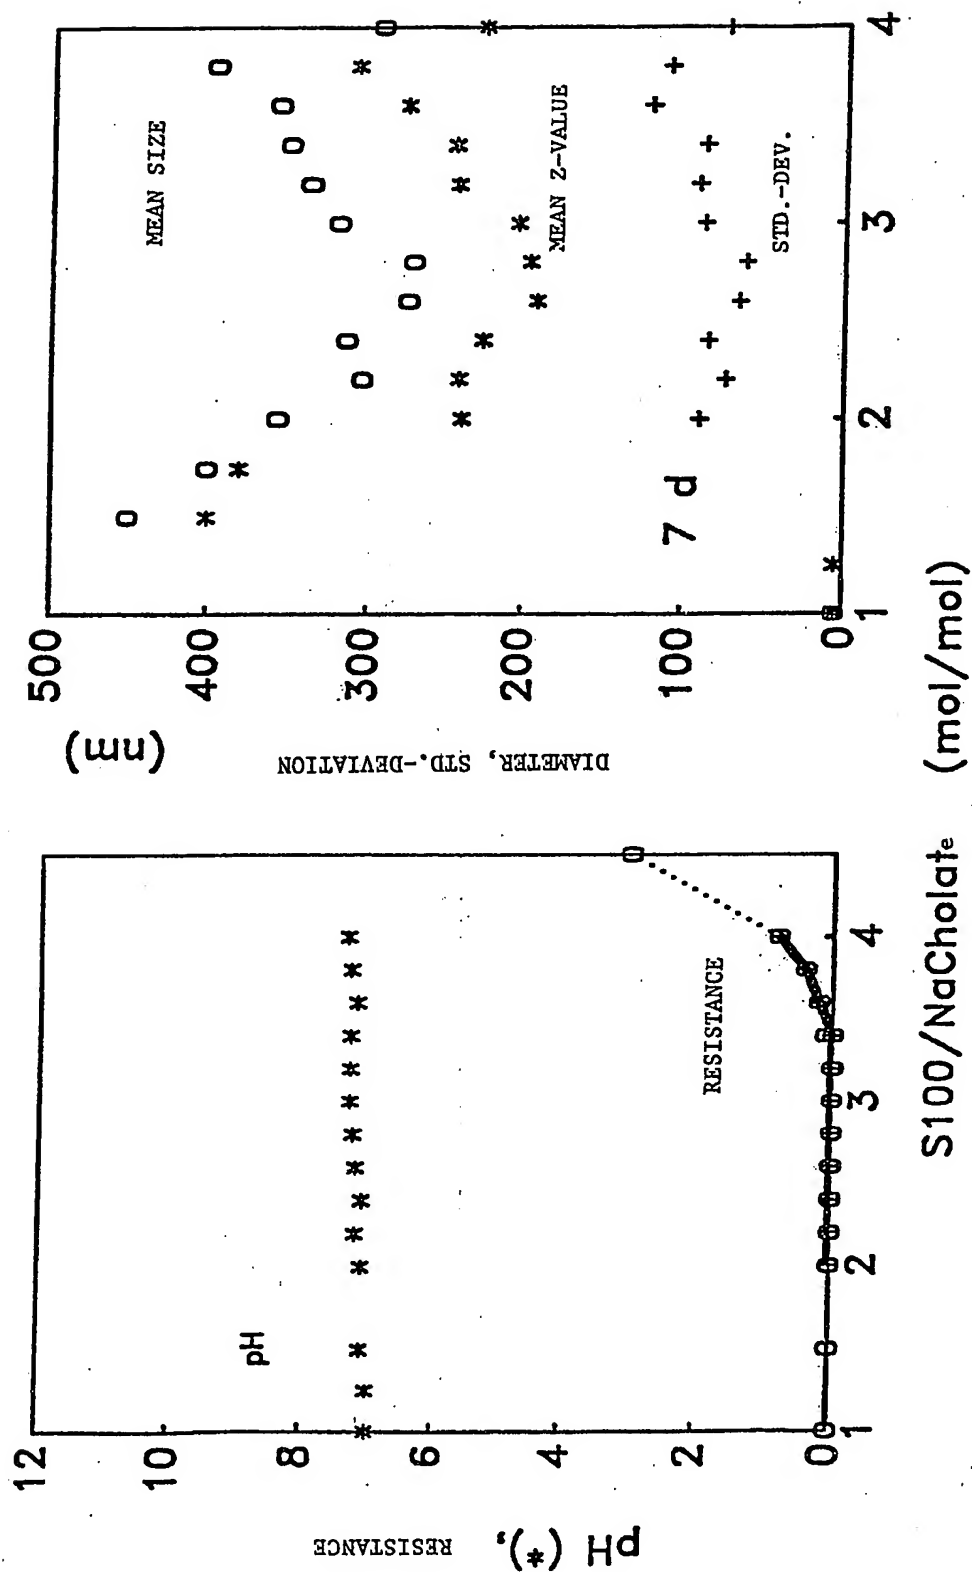 pH (*),
RESISTANCE
12
10
8
6
4
2
0
pH
RESISTANCE
1
2
3
4
S100/NaCholate
(mol/mol)
(nm)
DIAMETER, STD.-DEVIATION
500
400
300
200
100
0
MEAN SIZE
MEAN Z-VALUE
STD.-DEV.
7 d
1
2
3
4